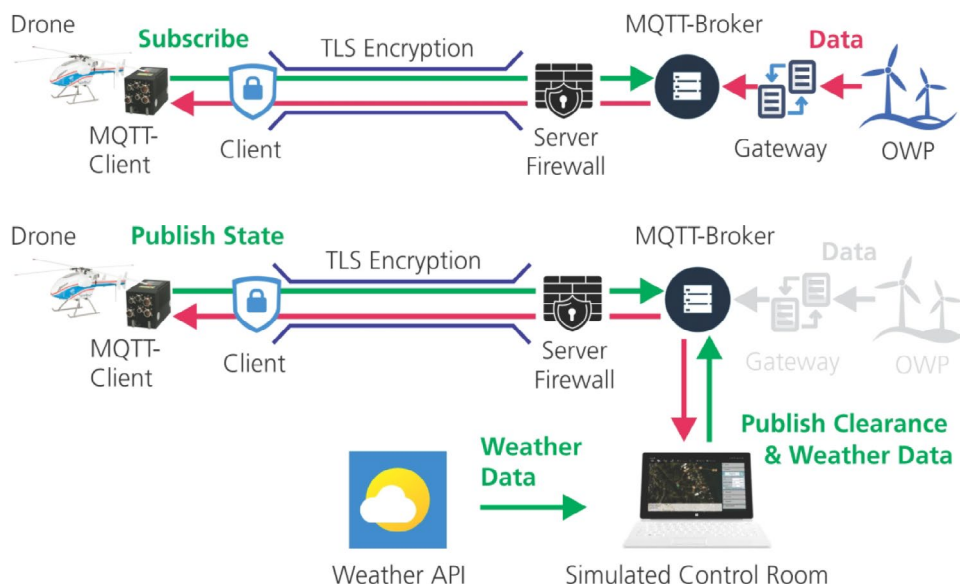 Drone
Subscribe
TLS Encryption
MQTT-Broker
Data
MQTT-
Client
Client
Server
Firewall
Gateway
OWP
Drone
Publish State
TLS Encryption
MQTT-Broker
Data
MQTT-
Client
Client
Server
Firewall
Gateway
OWP
Weather
Data
Publish Clearance
& Weather Data
Weather API
Simulated Control Room